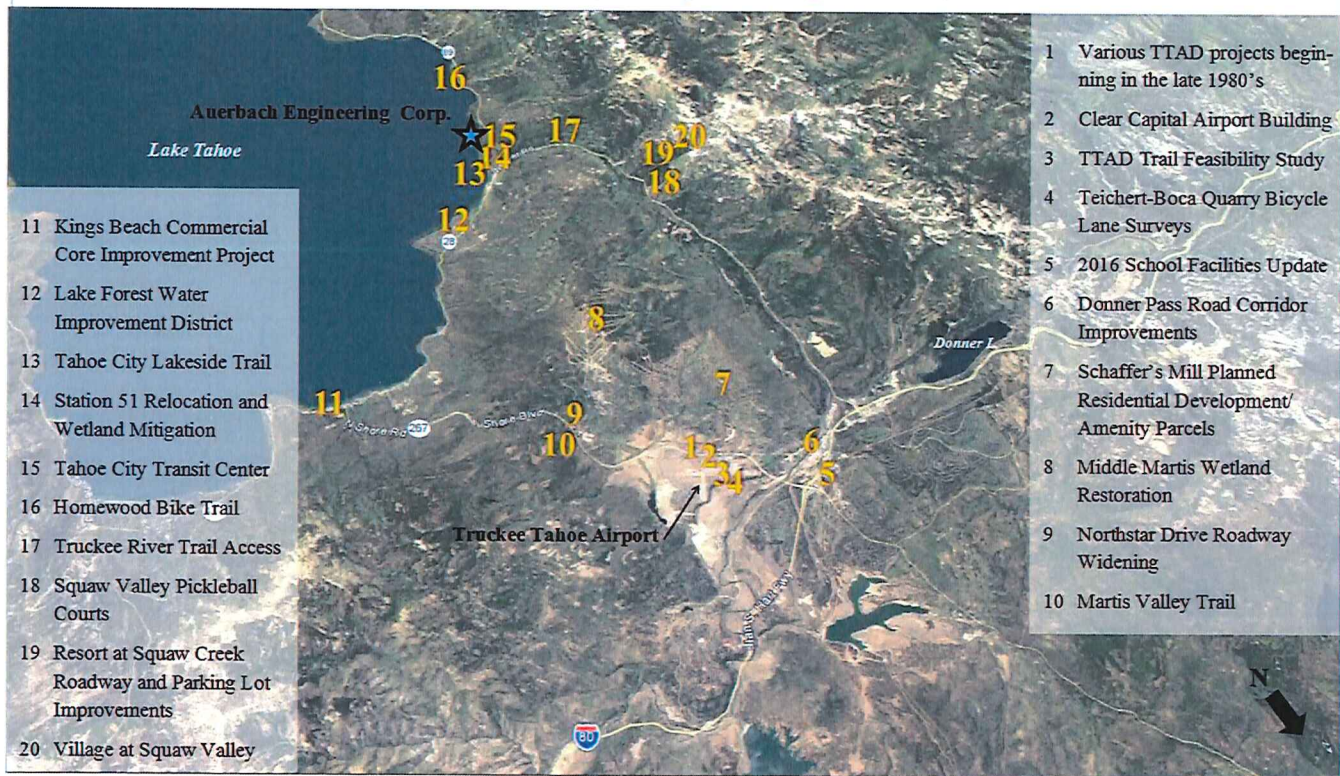 89
16
Auerbach Engineering Corp.
Lake Tahoe
15
14
13
17
20
19
18
12
28
8
7
Donner L
11
267
N Shore Blvd
9
10
1
2
3
4
6
5
Truckee Tahoe Airport
80
N
11 Kings Beach Commercial
Core Improvement Project
12 Lake Forest Water
Improvement District
13 Tahoe City Lakeside Trail
14 Station 51 Relocation and
Wetland Mitigation
15 Tahoe City Transit Center
16 Homewood Bike Trail
17 Truckee River Trail Access
18 Squaw Valley Pickleball
Courts
19 Resort at Squaw Creek
Roadway and Parking Lot
Improvements
20 Village at Squaw Valley
1 Various TTAD projects begin-
ning in the late 1980's
2 Clear Capital Airport Building
3 TTAD Trail Feasibility Study
4 Teichert-Boca Quarry Bicycle
Lane Surveys
5 2016 School Facilities Update
6 Donner Pass Road Corridor
Improvements
7 Schaffer's Mill Planned
Residential Development/
Amenity Parcels
8 Middle Martis Wetland
Restoration
9 Northstar Drive Roadway
Widening
10 Martis Valley Trail